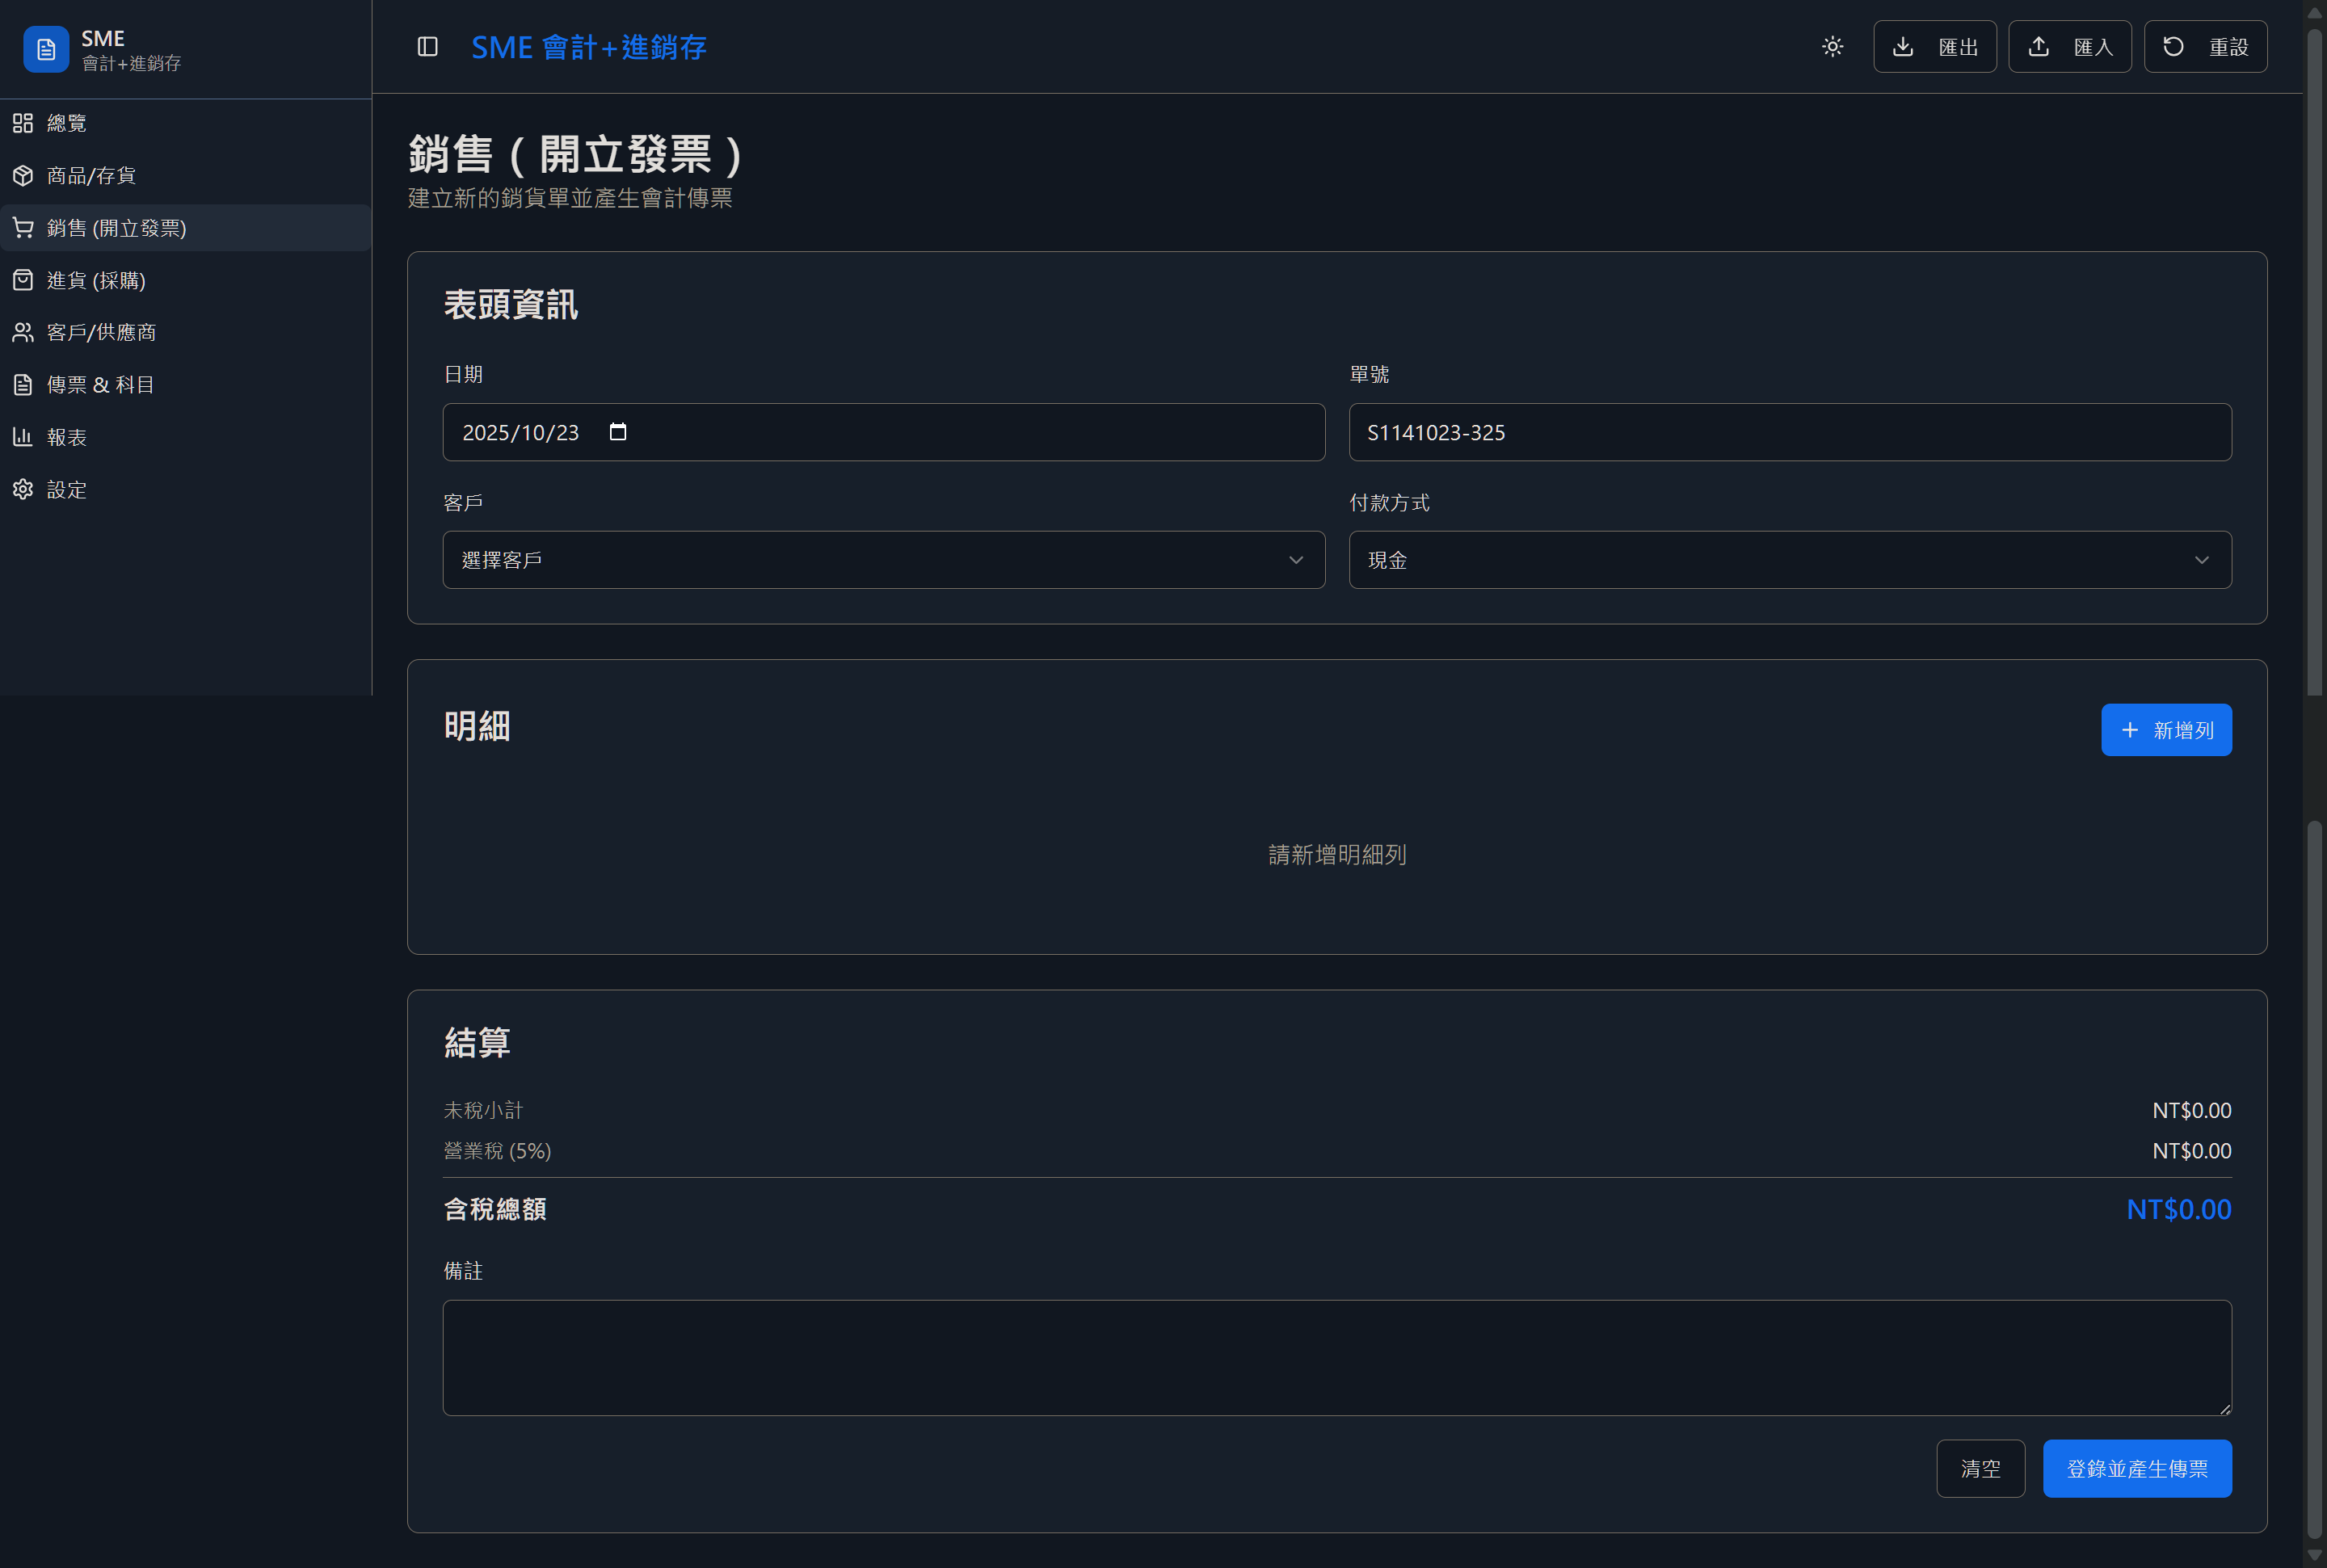 SME
會計+進銷存
總覽
商品/存貨
銷售 (開立發票)
進貨 (採購)
客戶/供應商
傳票 & 科目
報表
設定
SME 會計+進銷存
匯出
匯入
重設
銷售 ( 開立發票 )
建立新的銷貨單並產生會計傳票
表頭資訊
日期
單號
2025/10/23
S1141023-325
客戶
付款方式
選擇客戶
現金
明細
新增列
請新增明細列
結算
未稅小計
NT$0.00
營業稅 (5%)
NT$0.00
含稅總額
NT$0.00
備註
清空
登錄並產生傳票